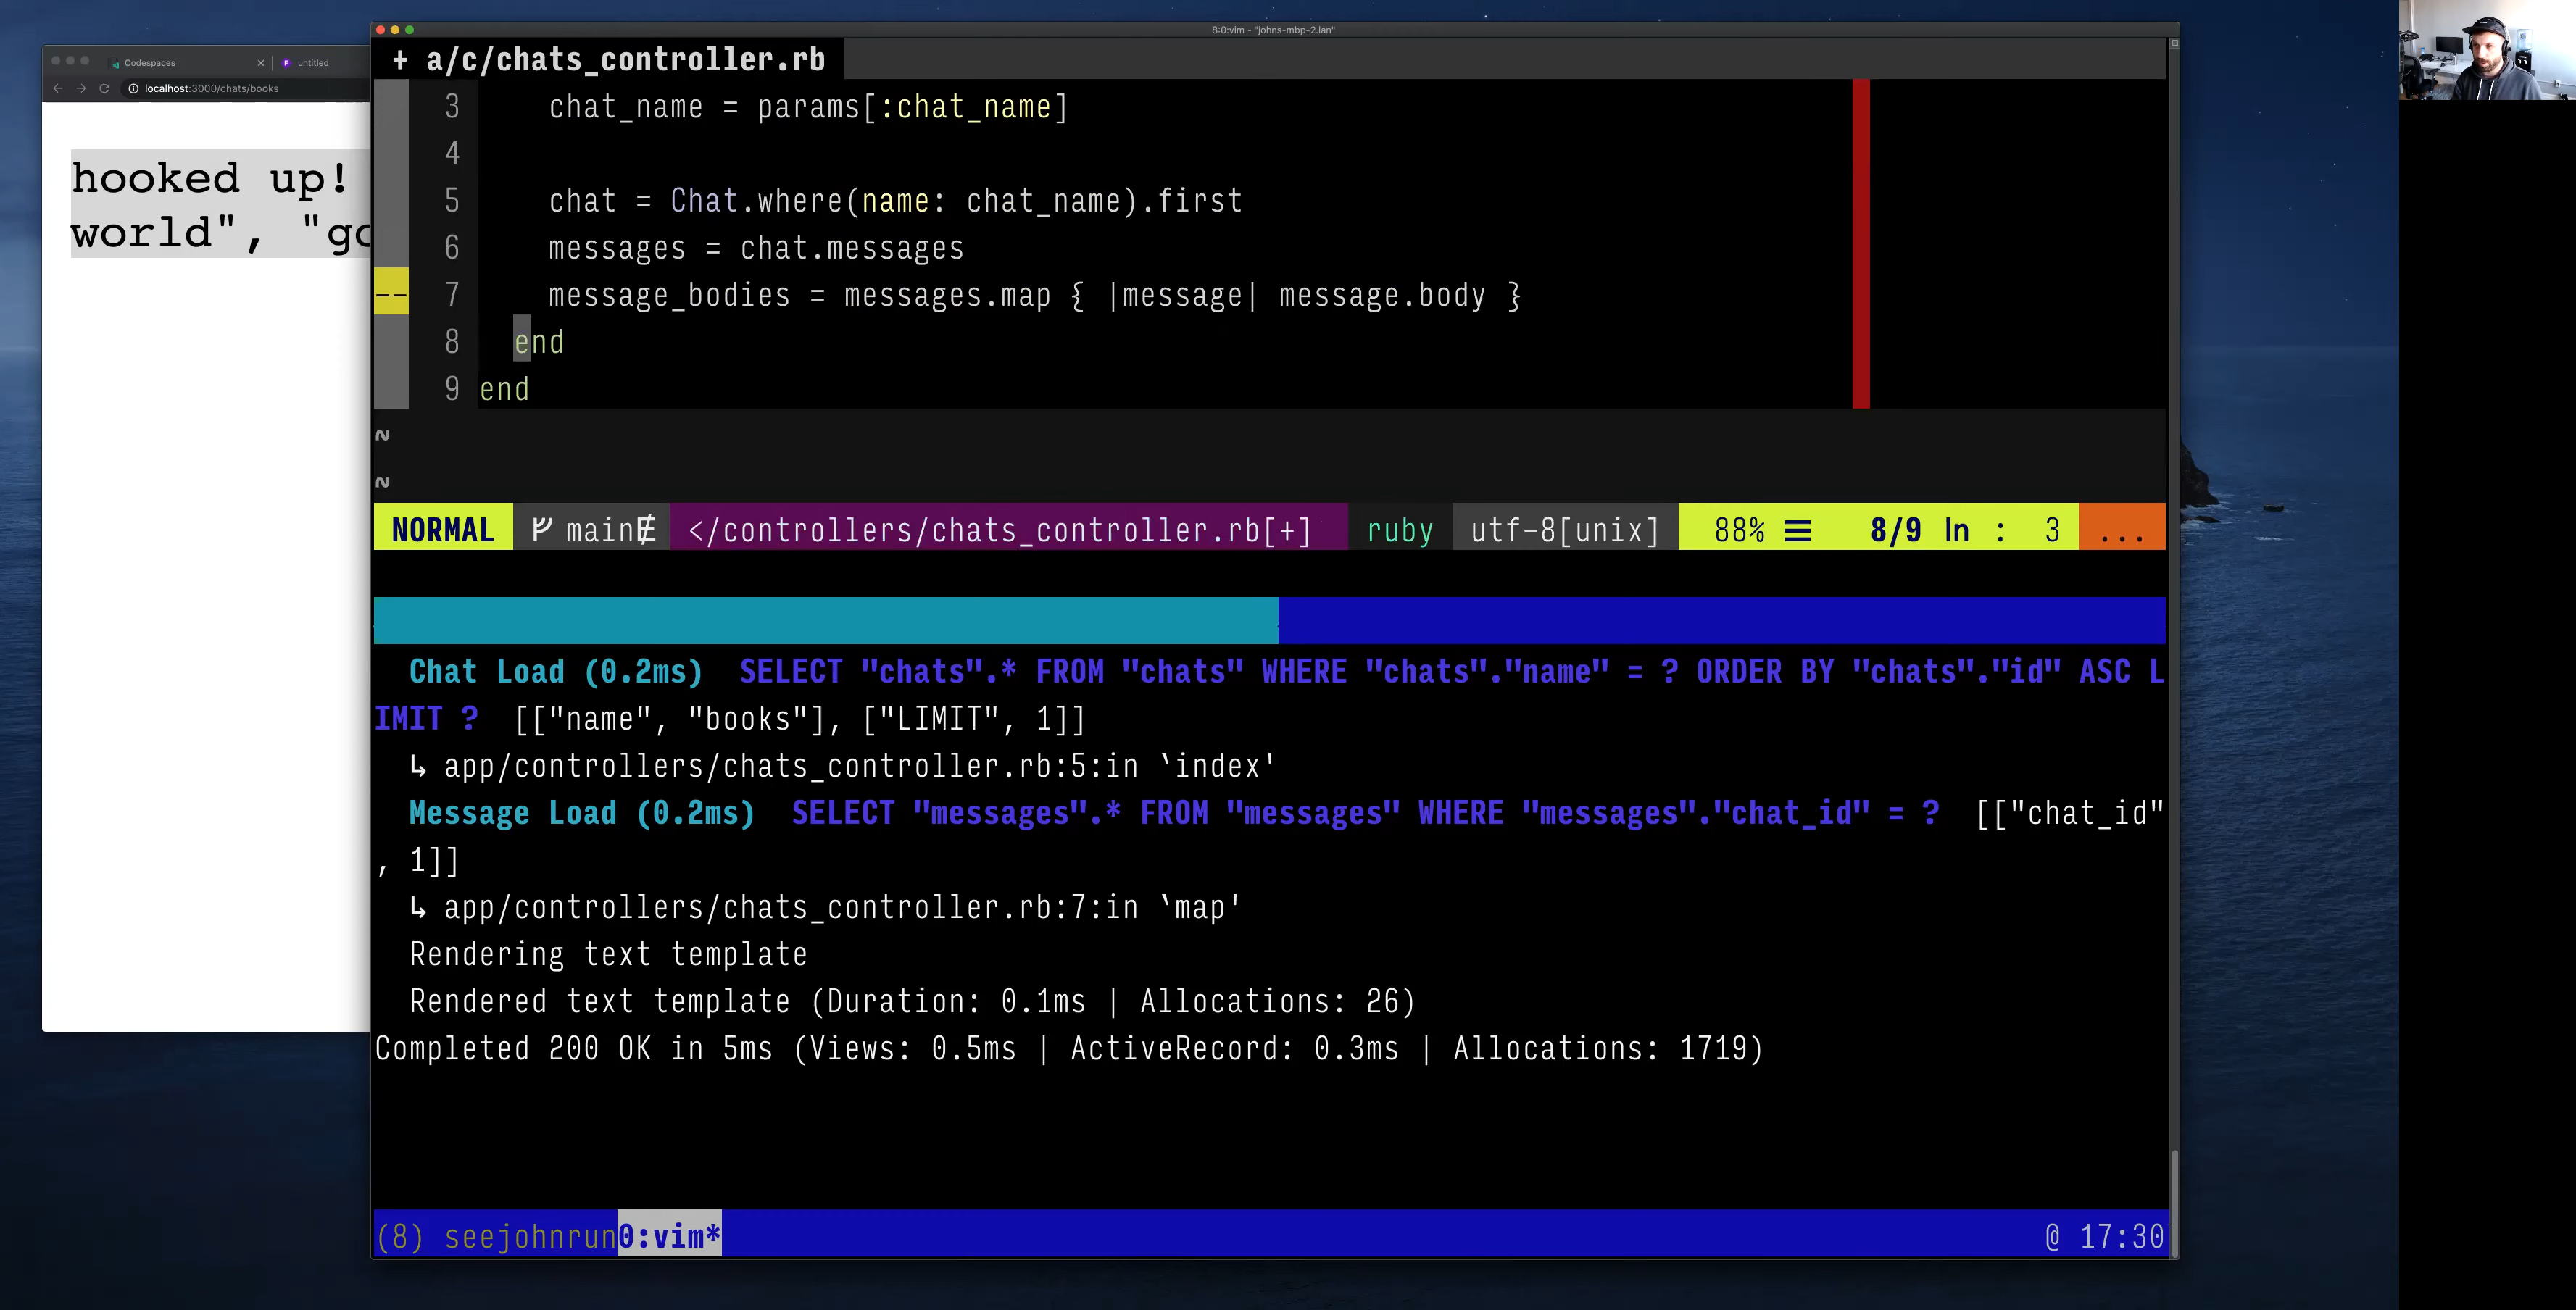 8:0:vim - "johns-mbp-2.lan"
Codespaces
untitled
localhost:3000/chats/books
hooked up!
world", "go
+ a/c/chats_controller.rb
3 chat_name = params[:chat_name]
4
5 chat = Chat.where(name: chat_name).first
6 messages = chat.messages
-- 7 message_bodies = messages.map { |message| message.body }
8 end
9 end
~
~
NORMAL main </controllers/chats_controller.rb[+] ruby utf-8[unix] 88% ☰ 8/9 ln : 3 ...
Chat Load (0.2ms) SELECT "chats".* FROM "chats" WHERE "chats"."name" = ? ORDER BY "chats"."id" ASC L
IMIT ? [["name", "books"], ["LIMIT", 1]]
↳ app/controllers/chats_controller.rb:5:in `index'
Message Load (0.2ms) SELECT "messages".* FROM "messages" WHERE "messages"."chat_id" = ? [["chat_id"
, 1]]
↳ app/controllers/chats_controller.rb:7:in `map'
Rendering text template
Rendered text template (Duration: 0.1ms | Allocations: 26)
Completed 200 OK in 5ms (Views: 0.5ms | ActiveRecord: 0.3ms | Allocations: 1719)
(8) seejohnrun0:vim* @ 17:30